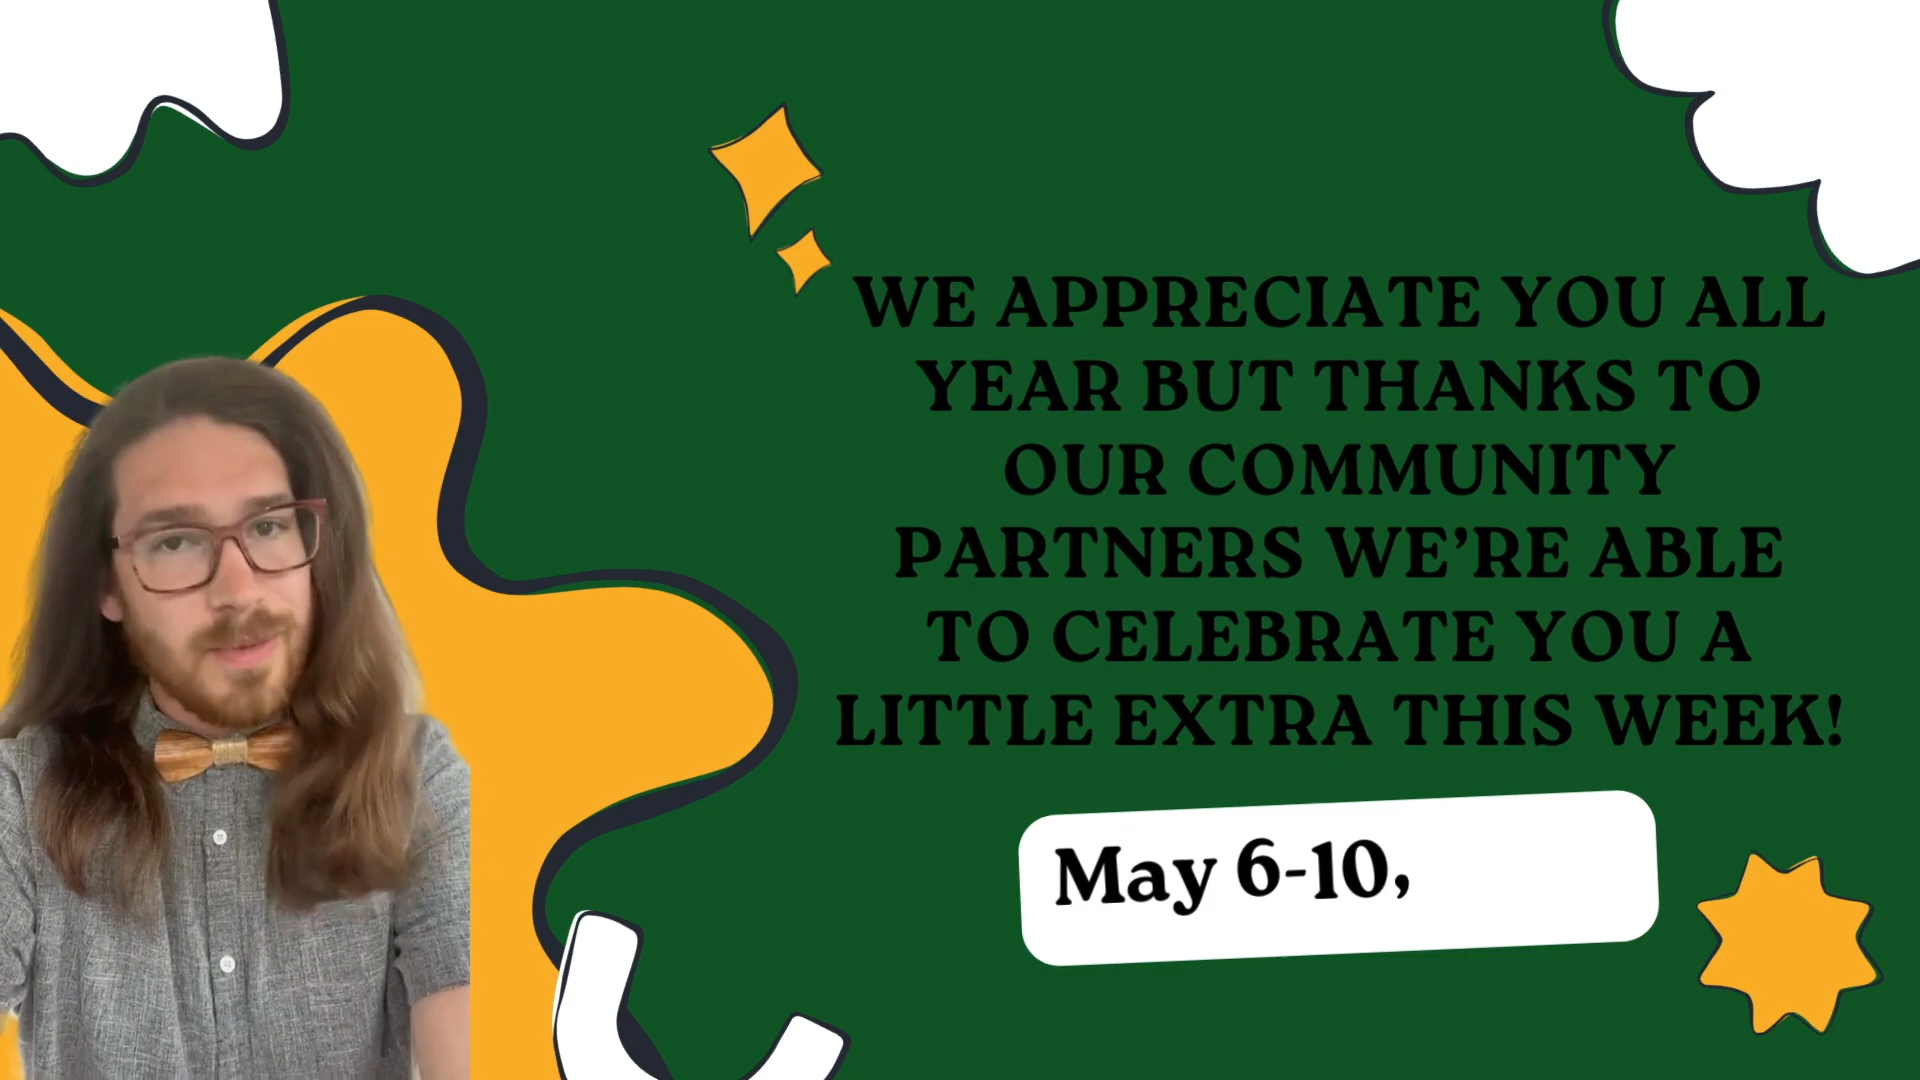 WE APPRECIATE YOU ALL
YEAR BUT THANKS TO
OUR COMMUNITY
PARTNERS WE’RE ABLE
TO CELEBRATE YOU A
LITTLE EXTRA THIS WEEK!
May 6-10,